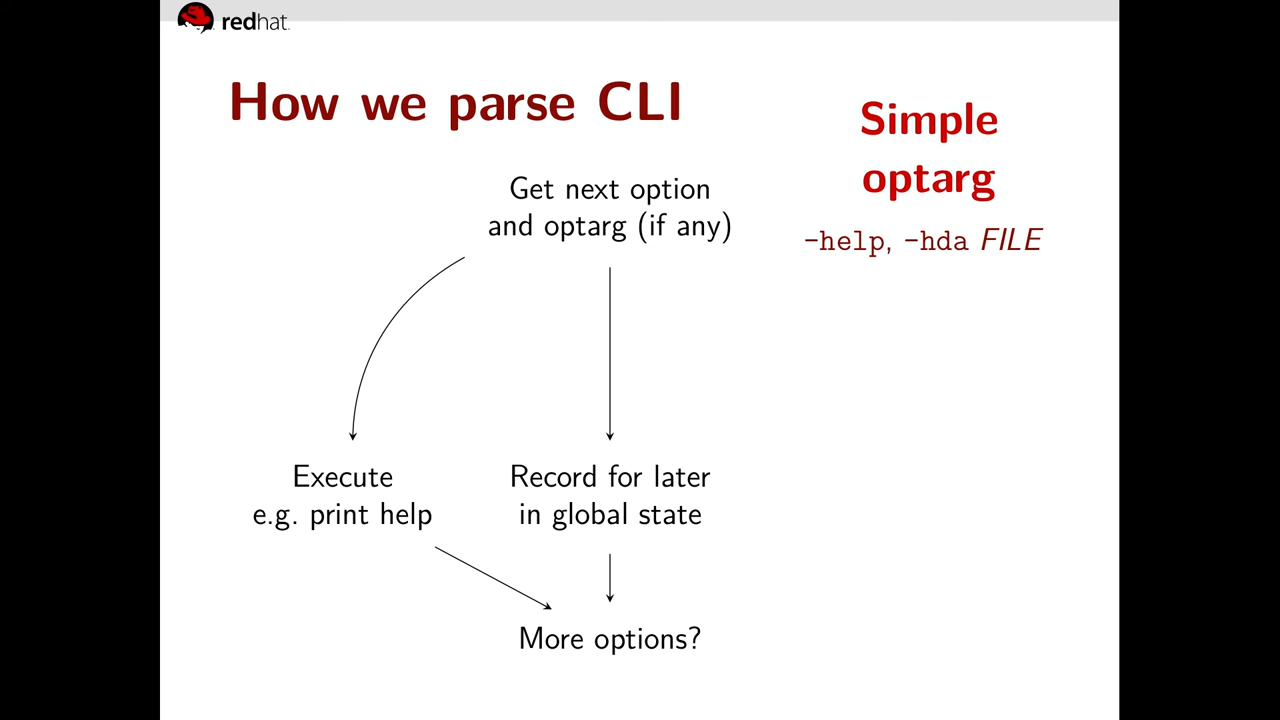 redhat.
How we parse CLI
Simple
optarg
-help, -hda FILE
Get next option
and optarg (if any)
Execute
e.g. print help
Record for later
in global state
More options?